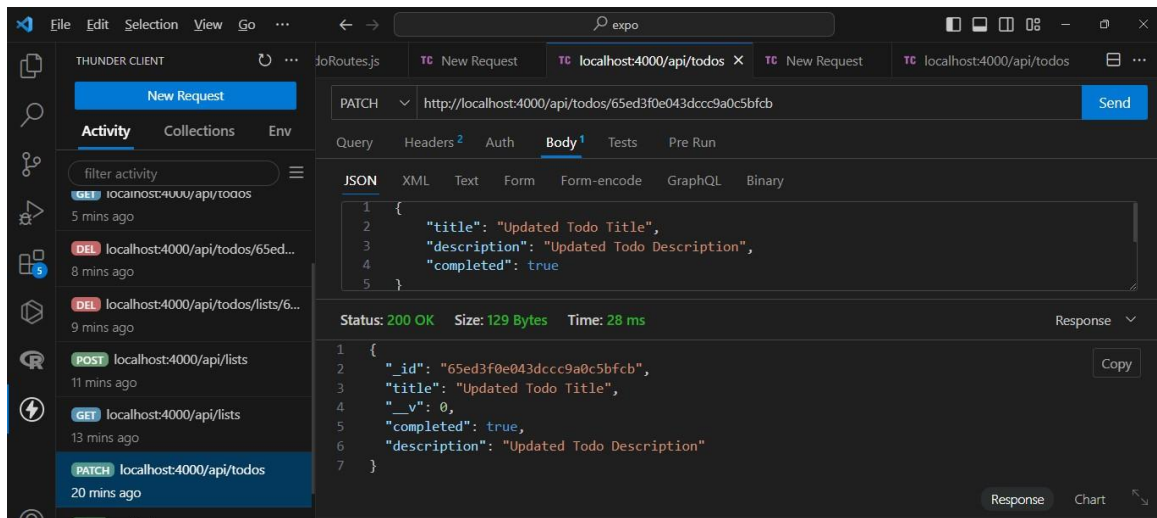 File Edit Selection View Go ··· expo
THUNDER CLIENT ···
New Request
Activity Collections Env
filter activity
GET localhost:4000/api/todos
5 mins ago
DEL localhost:4000/api/todos/65ed...
8 mins ago
DEL localhost:4000/api/todos/lists/6...
9 mins ago
POST localhost:4000/api/lists
11 mins ago
GET localhost:4000/api/lists
13 mins ago
PATCH localhost:4000/api/todos
20 mins ago
5
doRoutes.js TC New Request TC localhost:4000/api/todos TC New Request TC localhost:4000/api/todos ···
PATCH http://localhost:4000/api/todos/65ed3f0e043dccc9a0c5bfcb Send
Query Headers 2 Auth Body 1 Tests Pre Run
JSON XML Text Form Form-encode GraphQL Binary
1 {
2 "title": "Updated Todo Title",
3 "description": "Updated Todo Description",
4 "completed": true
5 }
Status: 200 OK Size: 129 Bytes Time: 28 ms Response
1 {
2 "_id": "65ed3f0e043dccc9a0c5bfcb",
3 "title": "Updated Todo Title",
4 "__v": 0,
5 "completed": true,
6 "description": "Updated Todo Description"
7 }
Copy
Response Chart